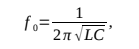 f₀ = 1 / (2π√LC),